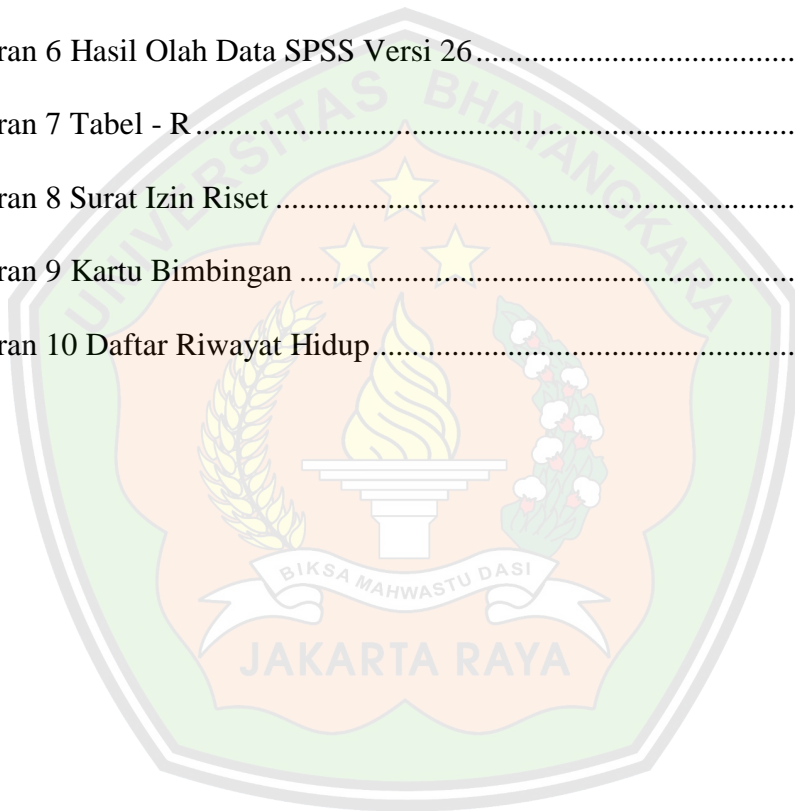 ran 6 Hasil Olah Data SPSS Versi 26.......................................
ran 7 Tabel - R..........................................................................
ran 8 Surat Izin Riset ................................................................
ran 9 Kartu Bimbingan .............................................................
ran 10 Daftar Riwayat Hidup....................................................
UNIVERSITAS BHAYANGKARA
BIKSA MAHWASTU DASI
JAKARTA RAYA